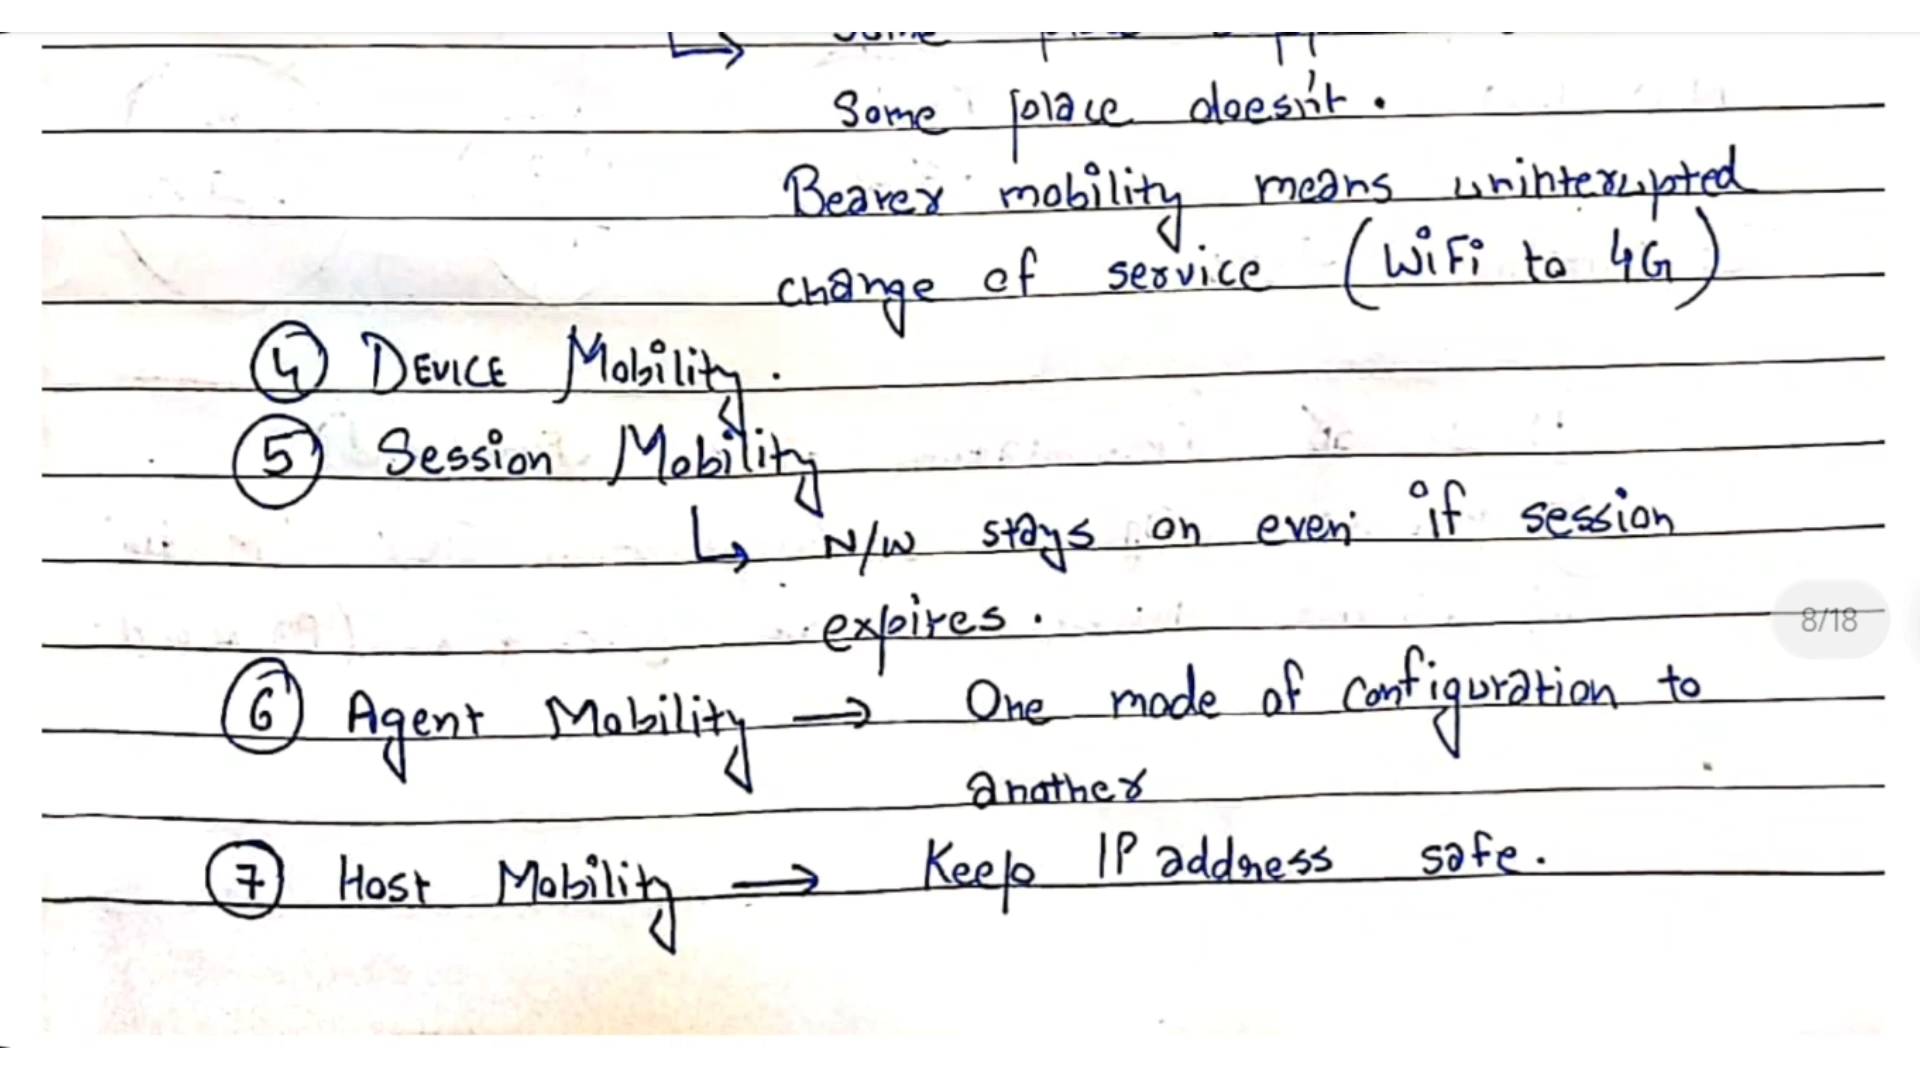 Some place doesn't.
Bearer mobility means uninterupted
change of service (WiFi to 4G)
4 DEVICE Mobility.
5 Session Mobility
↳ N/W stays on even if session
8/18
expires.
6 Agent Mobility → One mode of configuration to
another
7 Host Mobility → Keep IP address safe.